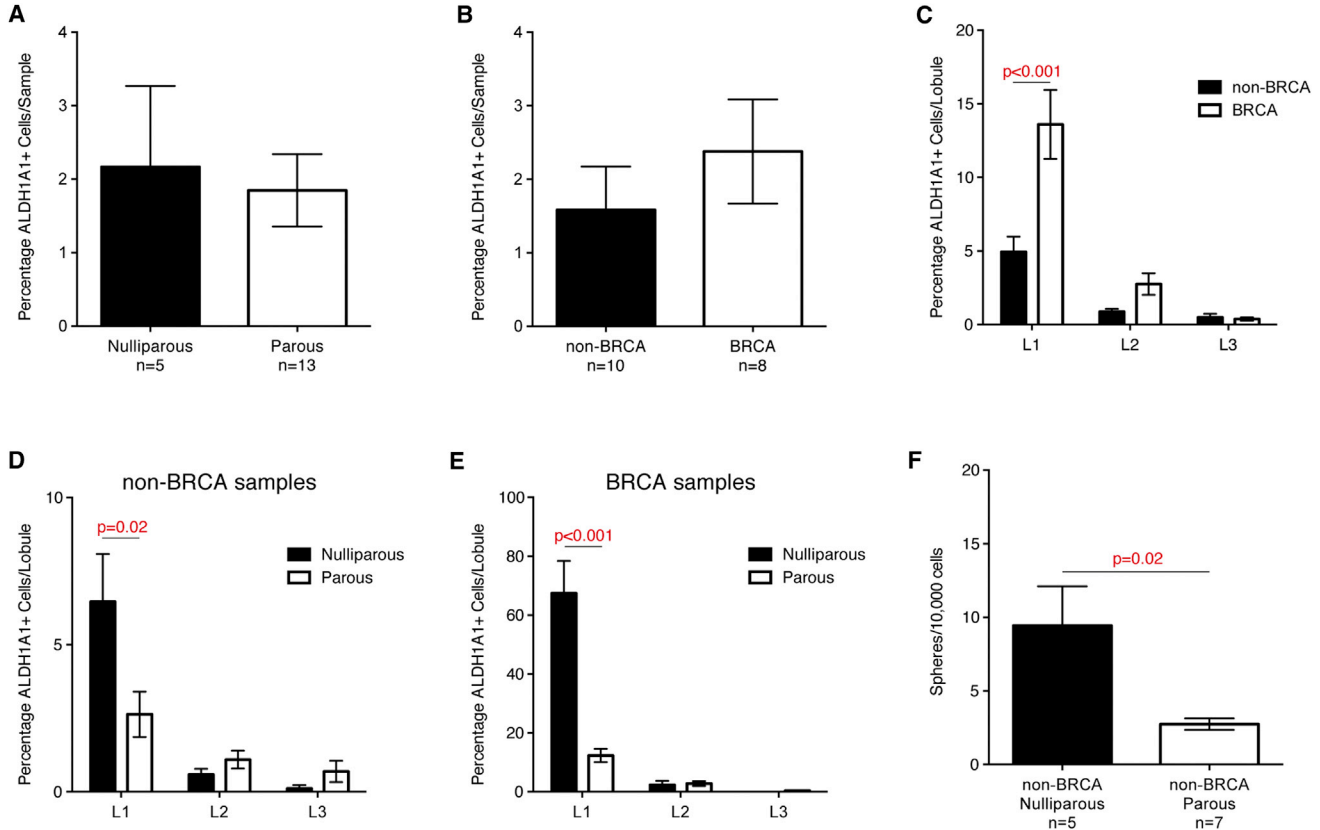 A
Percentage ALDH1A1+ Cells/Sample
4
3
2
1
0
Nulliparous
n=5
Parous
n=13
B
Percentage ALDH1A1+ Cells/Sample
4
3
2
1
0
non-BRCA
n=10
BRCA
n=8
C
Percentage ALDH1A1+ Cells/Lobule
20
15
10
5
0
p<0.001
non-BRCA
BRCA
L1
L2
L3
D
non-BRCA samples
Percentage ALDH1A1+ Cells/Lobule
10
5
0
p=0.02
Nulliparous
Parous
L1
L2
L3
E
BRCA samples
Percentage ALDH1A1+ Cells/Lobule
100
80
60
40
20
0
p<0.001
Nulliparous
Parous
L1
L2
L3
F
Spheres/10,000 cells
20
15
10
5
0
p=0.02
non-BRCA
Nulliparous
n=5
non-BRCA
Parous
n=7